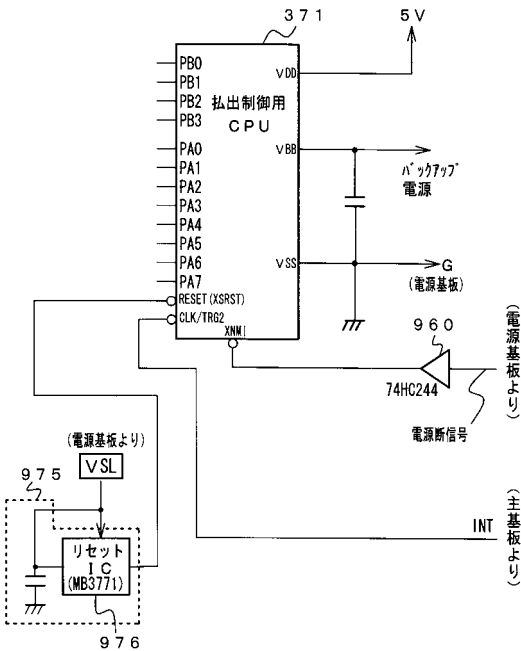 371
5V
PB0
PB1
PB2
PB3
PA0
PA1
PA2
PA3
PA4
PA5
PA6
PA7
払出制御用
CPU
VDD
VBB
VSS
バックアップ
電源
G
(電源基板)
RESET(XSRST)
CLK/TRG2
XNMI
960
74HC244
電源断信号
(電源基板より)
(電源基板より)
VSL
975
リセット
IC
(MB3771)
976
INT
(主基板より)